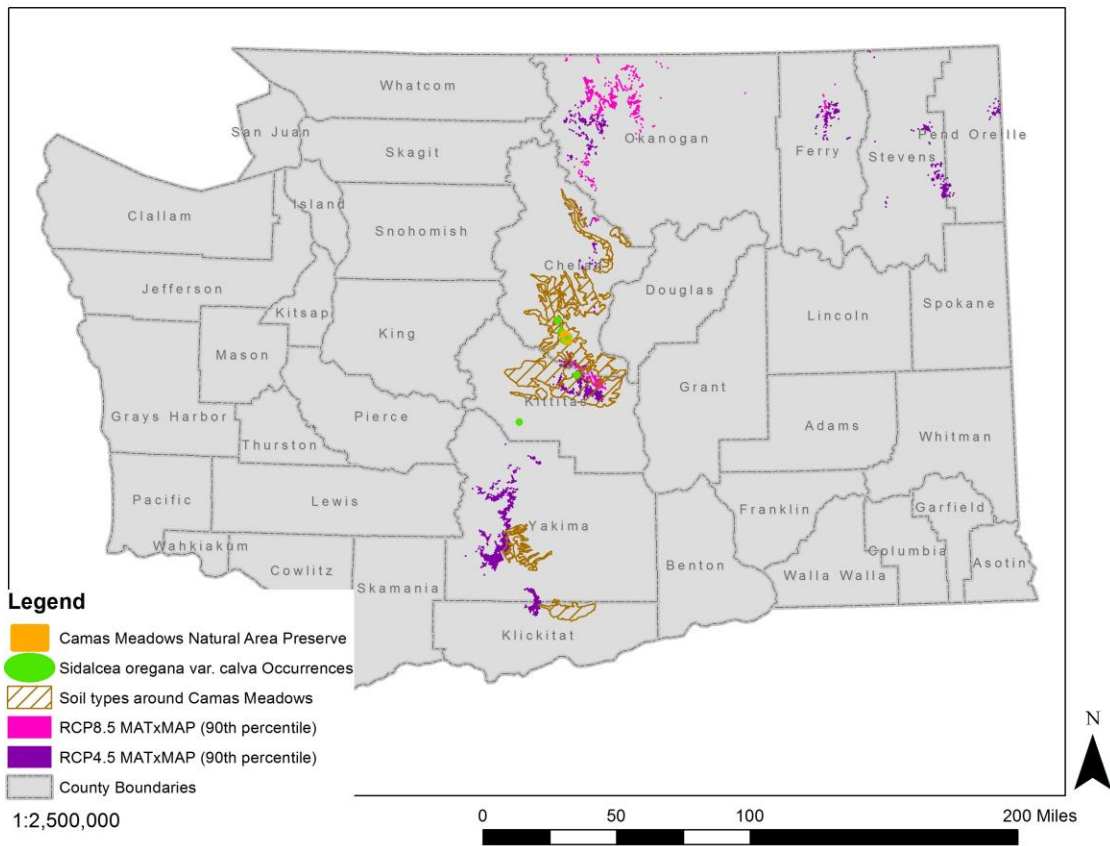 Whatcom
San Juan
Skagit
Okanogan
Ferry
Stevens
Pend Oreille
Island
Clallam
Snohomish
Chelan
Jefferson
Kitsap
Douglas
Lincoln
Spokane
King
Mason
Grant
Kittitas
Grays Harbor
Pierce
Adams
Whitman
Thurston
Pacific
Lewis
Yakima
Franklin
Garfield
Wahkiakum
Columbia
Cowlitz
Benton
Walla Walla
Asotin
Skamania
Klickitat
Legend
Camas Meadows Natural Area Preserve
Sidalcea oregana var. calva Occurrences
Soil types around Camas Meadows
RCP8.5 MATxMAP (90th percentile)
RCP4.5 MATxMAP (90th percentile)
County Boundaries
1:2,500,000
0 50 100 200 Miles
N